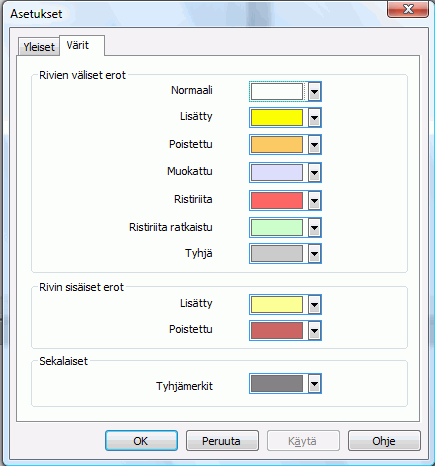 Asetukset
Yleiset
Värit
Rivien väliset erot
Normaali
Lisätty
Poistettu
Muokattu
Ristiriita
Ristiriita ratkaistu
Tyhjä
Rivin sisäiset erot
Lisätty
Poistettu
Sekalaiset
Tyhjämerkit
OK
Peruuta
Käytä
Ohje